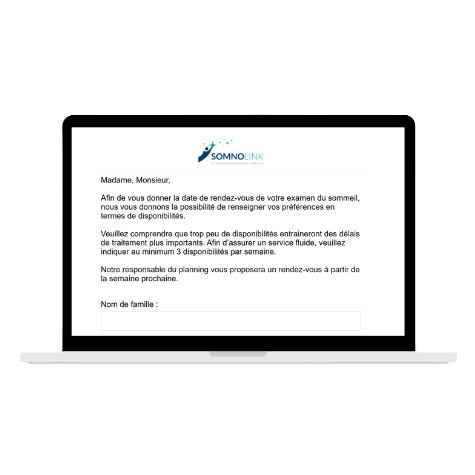 SOMNOLINK
Madame, Monsieur,
Afin de vous donner la date de rendez-vous de votre examen du sommeil,
nous vous donnons la possibilité de renseigner vos préférences en
termes de disponibilités.
Veuillez comprendre que trop peu de disponibilités entraineront des délais
de traitement plus importants. Afin d'assurer un service fluide, veuillez
indiquer au minimum 3 disponibilités par semaine.
Notre responsable du planning vous proposera un rendez-vous à partir de
la semaine prochaine.
Nom de famille :